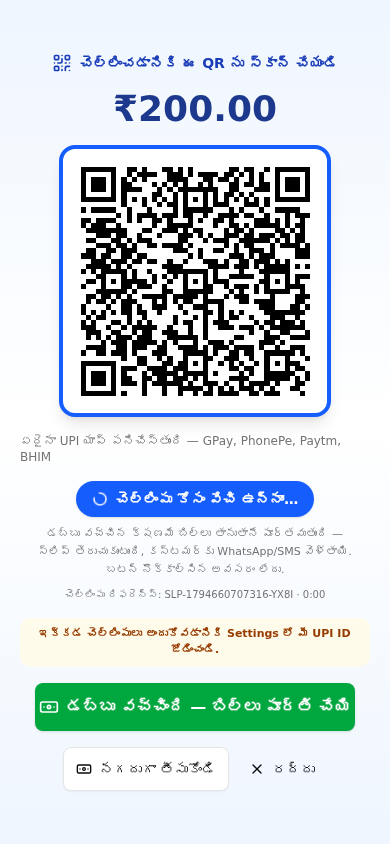 చెల్లించడానికి ఈ QR ను స్కాన్ చేయండి
₹200.00
ఏదైనా UPI యాప్ పనిచేస్తుంది — GPay, PhonePe, Paytm,
BHIM
చెల్లింపు కోసం వేచి ఉన్నాం...
డబ్బు వచ్చిన క్షణమే బిల్లు తానుతానే పూర్తవుతుంది —
స్లిప్ తెరుచుకుంటుంది, కస్టమర్‌కు WhatsApp/SMS వెళ్తాయి.
బటన్ నొక్కాల్సిన అవసరం లేదు.
చెల్లింపు రిఫరెన్స్: SLP-1794660707316-YX8I · 0:00
ఇక్కడ చెల్లింపులు అందుకోవడానికి Settings లో మీ UPI ID
జోడించండి.
డబ్బు వచ్చింది — బిల్లు పూర్తి చేయి
నగదుగా తీసుకోండి
రద్దు